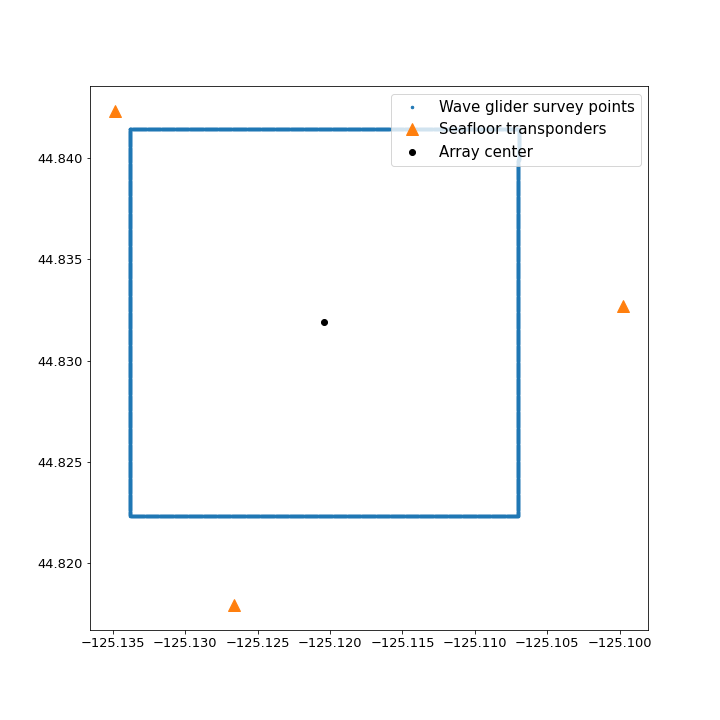 Wave glider survey points
Seafloor transponders
Array center
44.840
44.835
44.830
44.825
44.820
−125.135 −125.130 −125.125 −125.120 −125.115 −125.110 −125.105 −125.100